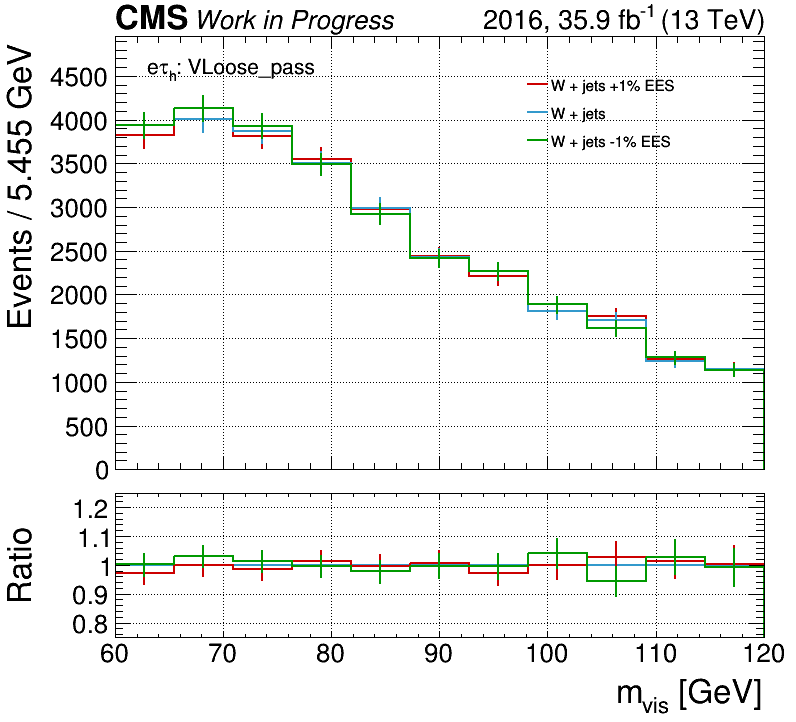 CMS Work in Progress 2016, 35.9 fb⁻¹ (13 TeV)
eτₕ: VLoose_pass
W + jets +1% EES
W + jets
W + jets -1% EES
Events / 5.455 GeV
4500
4000
3500
3000
2500
2000
1500
1000
500
0
Ratio
1.2
1.1
1
0.9
0.8
60 70 80 90 100 110 120
m_vis [GeV]